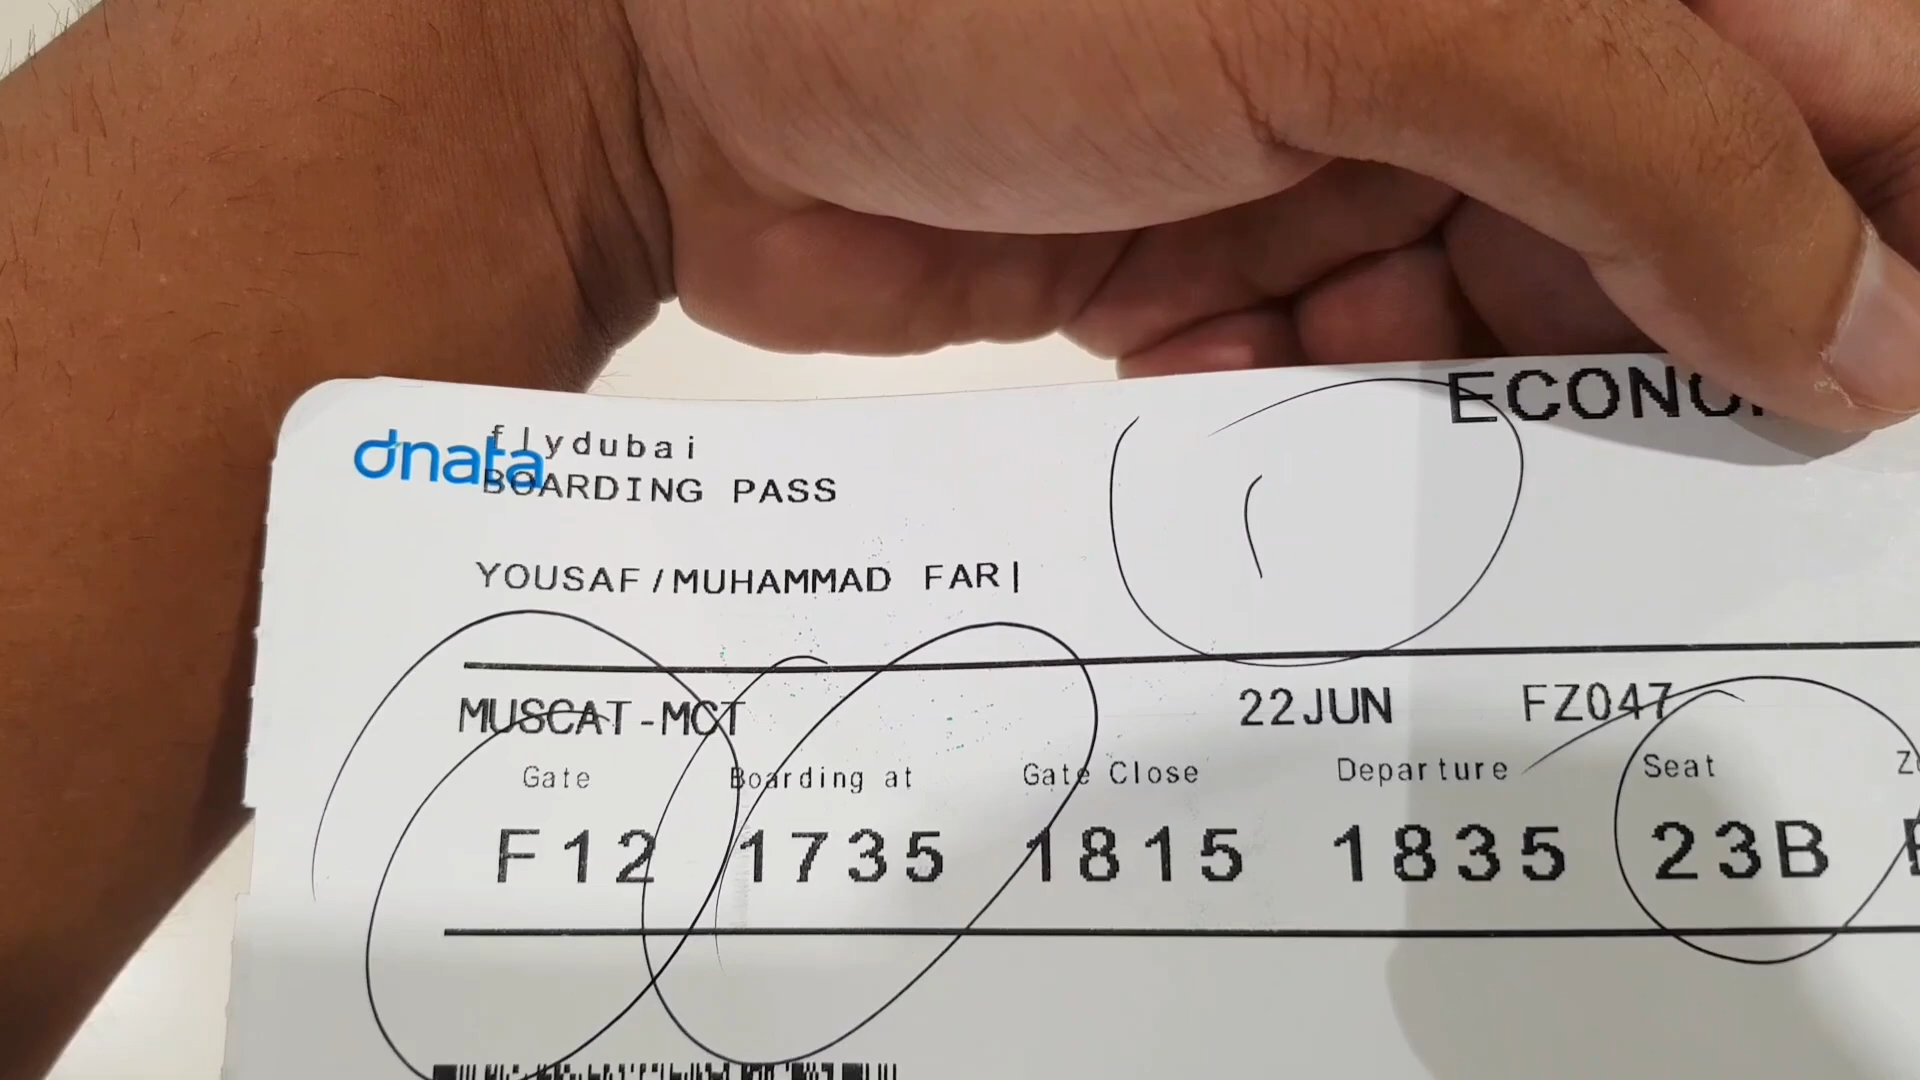 ECONO
dnata
flydubai
BOARDING PASS
YOUSAF/MUHAMMAD FARI
MUSCAT-MCT 22JUN FZ047
Gate Boarding at Gate Close Departure Seat
F12 1735 1815 1835 23B